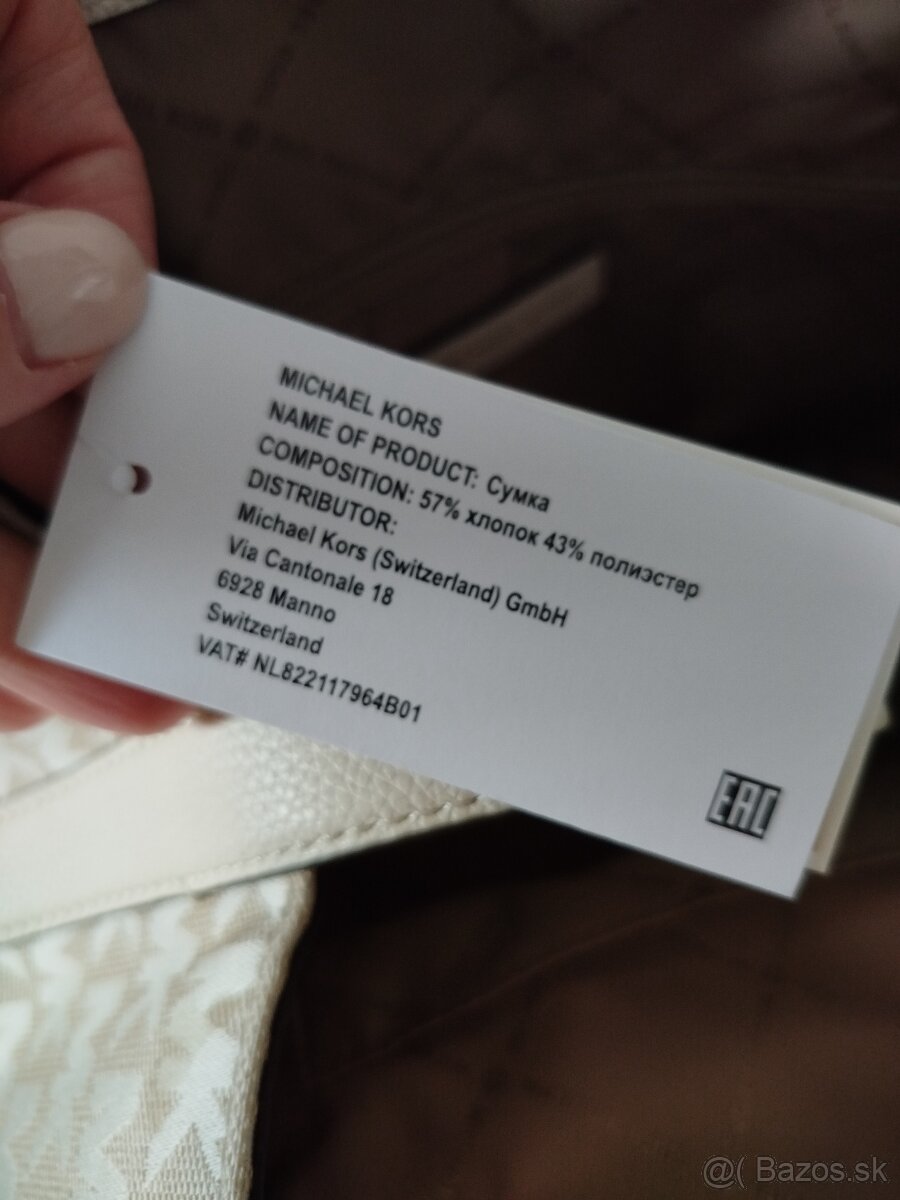 MICHAEL KORS
NAME OF PRODUCT: Сумка
COMPOSITION: 57% хлопок 43% полиэстер
DISTRIBUTOR:
Michael Kors (Switzerland) GmbH
Via Cantonale 18
6928 Manno
Switzerland
VAT# NL822117964B01
EAC
@( Bazos.sk